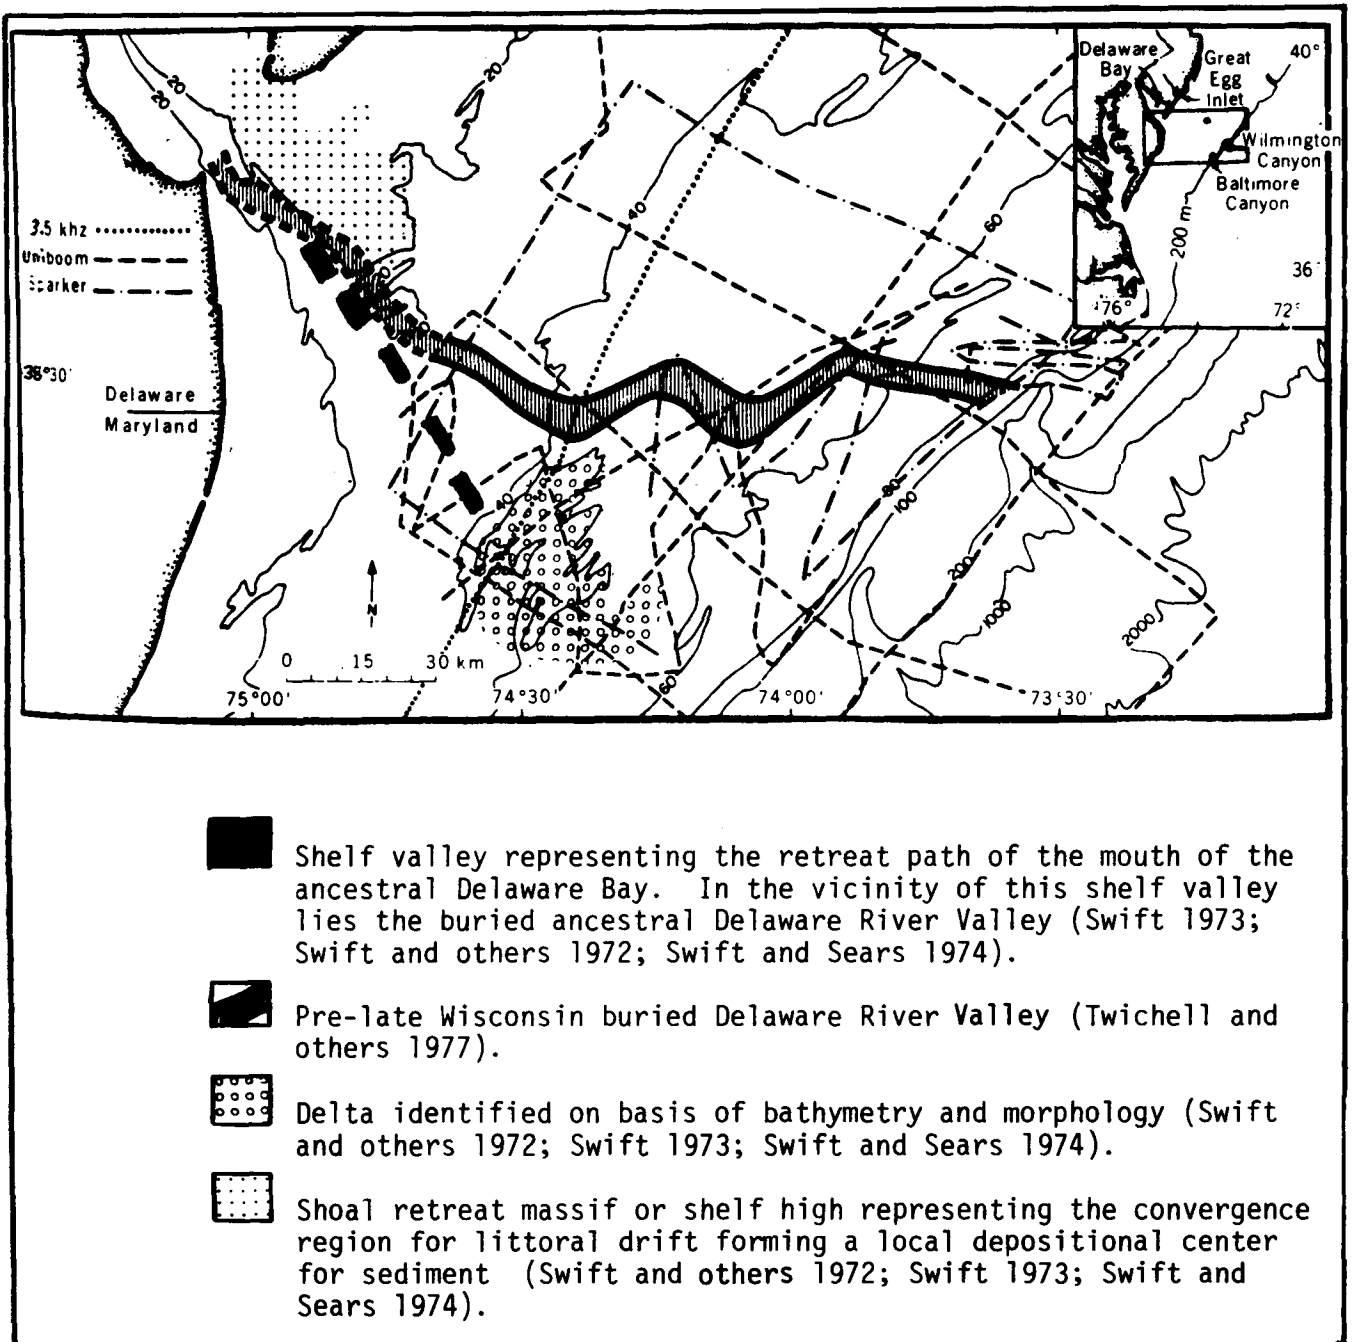 20
20
20
40
60
Delaware
Bay
Great
Egg
Inlet
40°
Wilmington
Canyon
Baltimore
Canyon
200 m
36°
76°
72°
3.5 khz
Uniboom
Sparker
38°30'
Delaware
Maryland
40
80
100
200
1000
2000
60
N
0 15 30 km
75°00' 74°30' 74°00' 73°30'
Shelf valley representing the retreat path of the mouth of the
ancestral Delaware Bay. In the vicinity of this shelf valley
lies the buried ancestral Delaware River Valley (Swift 1973;
Swift and others 1972; Swift and Sears 1974).
Pre-late Wisconsin buried Delaware River Valley (Twichell and
others 1977).
Delta identified on basis of bathymetry and morphology (Swift
and others 1972; Swift 1973; Swift and Sears 1974).
Shoal retreat massif or shelf high representing the convergence
region for littoral drift forming a local depositional center
for sediment (Swift and others 1972; Swift 1973; Swift and
Sears 1974).